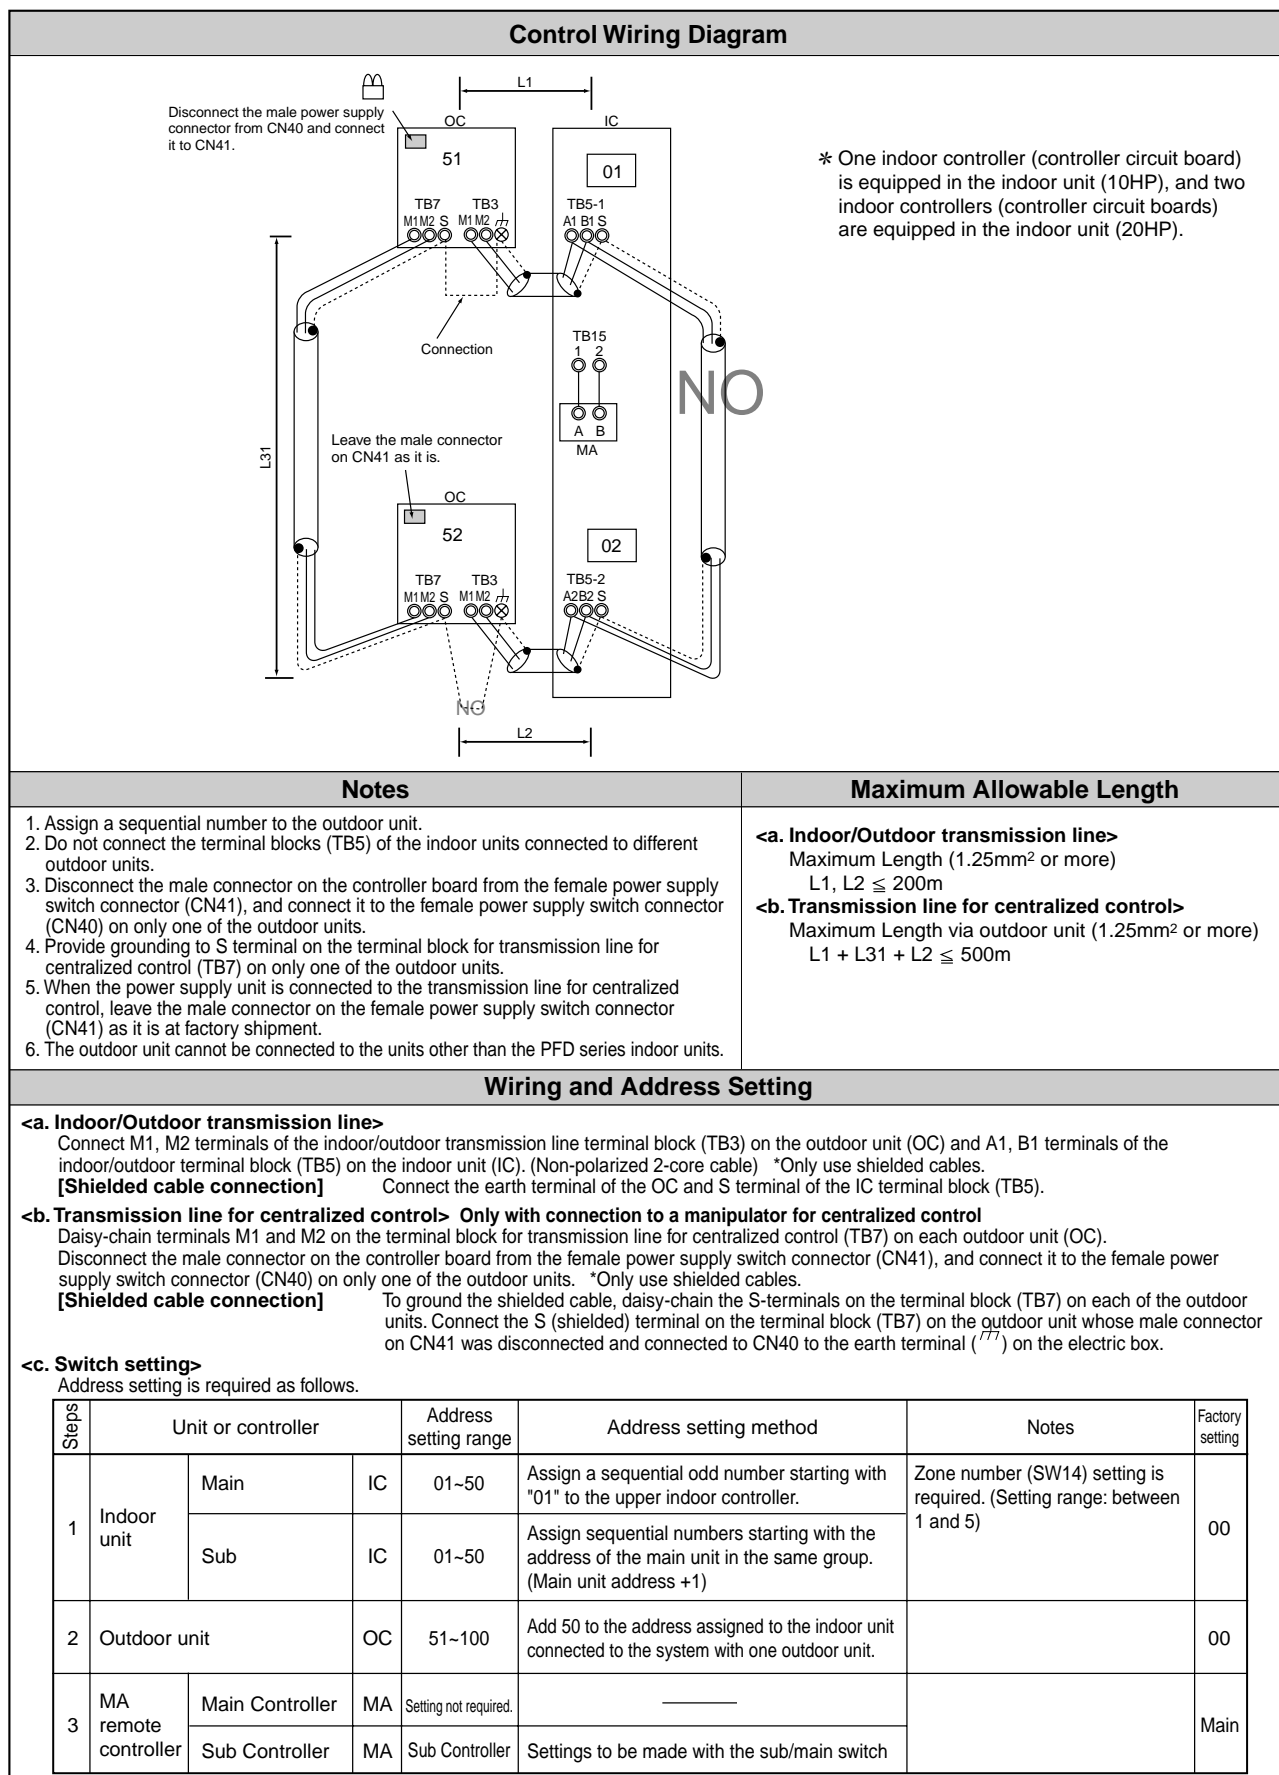 Control Wiring Diagram
L1
Disconnect the male power supply
connector from CN40 and connect
it to CN41.
OC
IC
51
01
TB7
TB3
TB5-1
M1 M2 S
M1 M2
A1 B1 S
* One indoor controller (controller circuit board)
is equipped in the indoor unit (10HP), and two
indoor controllers (controller circuit boards)
are equipped in the indoor unit (20HP).
Connection
TB15
1 2
NO
A B
MA
L31
Leave the male connector
on CN41 as it is.
OC
52
02
TB7
TB3
TB5-2
M1 M2 S
M1 M2
A2 B2 S
NO
L2
Notes
1. Assign a sequential number to the outdoor unit.
2. Do not connect the terminal blocks (TB5) of the indoor units connected to different
outdoor units.
3. Disconnect the male connector on the controller board from the female power supply
switch connector (CN41), and connect it to the female power supply switch connector
(CN40) on only one of the outdoor units.
4. Provide grounding to S terminal on the terminal block for transmission line for
centralized control (TB7) on only one of the outdoor units.
5. When the power supply unit is connected to the transmission line for centralized
control, leave the male connector on the female power supply switch connector
(CN41) as it is at factory shipment.
6. The outdoor unit cannot be connected to the units other than the PFD series indoor units.
Maximum Allowable Length
<a. Indoor/Outdoor transmission line>
Maximum Length (1.25mm² or more)
L1, L2 ≦ 200m
<b. Transmission line for centralized control>
Maximum Length via outdoor unit (1.25mm² or more)
L1 + L31 + L2 ≦ 500m
Wiring and Address Setting
<a. Indoor/Outdoor transmission line>
Connect M1, M2 terminals of the indoor/outdoor transmission line terminal block (TB3) on the outdoor unit (OC) and A1, B1 terminals of the
indoor/outdoor terminal block (TB5) on the indoor unit (IC). (Non-polarized 2-core cable) *Only use shielded cables.
[Shielded cable connection] Connect the earth terminal of the OC and S terminal of the IC terminal block (TB5).
<b. Transmission line for centralized control> Only with connection to a manipulator for centralized control
Daisy-chain terminals M1 and M2 on the terminal block for transmission line for centralized control (TB7) on each outdoor unit (OC).
Disconnect the male connector on the controller board from the female power supply switch connector (CN41), and connect it to the female power
supply switch connector (CN40) on only one of the outdoor units. *Only use shielded cables.
[Shielded cable connection] To ground the shielded cable, daisy-chain the S-terminals on the terminal block (TB7) on each of the outdoor
units. Connect the S (shielded) terminal on the terminal block (TB7) on the outdoor unit whose male connector
on CN41 was disconnected and connected to CN40 to the earth terminal ( ) on the electric box.
<c. Switch setting>
Address setting is required as follows.
Steps
Unit or controller
Address
setting range
Address setting method
Notes
Factory
setting
1
Indoor
unit
Main
IC
01~50
Assign a sequential odd number starting with
"01" to the upper indoor controller.
Zone number (SW14) setting is
required. (Setting range: between
1 and 5)
00
Sub
IC
01~50
Assign sequential numbers starting with the
address of the main unit in the same group.
(Main unit address +1)
2
Outdoor unit
OC
51~100
Add 50 to the address assigned to the indoor unit
connected to the system with one outdoor unit.
00
3
MA
remote
controller
Main Controller
MA
Setting not required.
Main
Sub Controller
MA
Sub Controller
Settings to be made with the sub/main switch